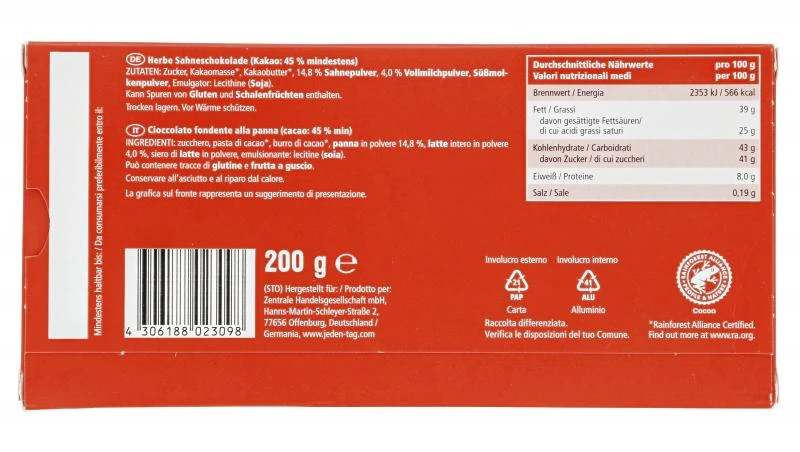 DE Herbe Sahneschokolade (Kakao: 45 % mindestens)
ZUTATEN: Zucker, Kakaomasse*, Kakaobutter*, 14,8 % Sahnepulver, 4,0 % Vollmilchpulver, Süßmol-
kenpulver, Emulgator: Lecithine (Soja).
Kann Spuren von Gluten und Schalenfrüchten enthalten.
Trocken lagern. Vor Wärme schützen.
IT Cioccolato fondente alla panna (cacao: 45 % min)
INGREDIENTI: zucchero, pasta di cacao*, burro di cacao*, panna in polvere 14,8 %, latte intero in polvere
4,0 %, siero di latte in polvere, emulsionante: lecitine (soia).
Può contenere tracce di glutine e frutta a guscio.
Conservare all'asciutto e al riparo dal calore.
La grafica sul fronte rappresenta un suggerimento di presentazione.
Mindestens haltbar bis: / Da consumarsi preferibilmente entro il:
Durchschnittliche Nährwerte pro 100 g
Valori nutrizionali medi per 100 g
Brennwert / Energia 2353 kJ / 566 kcal
Fett / Grassi 39 g
davon gesättigte Fettsäuren/
di cui acidi grassi saturi 25 g
Kohlenhydrate / Carboidrati 43 g
davon Zucker / di cui zuccheri 41 g
Eiweiß / Proteine 8,0 g
Salz / Sale 0,19 g
4 306188 023098
200 g e
(STO) Hergestellt für: / Prodotto per:
Zentrale Handelsgesellschaft mbH,
Hanns-Martin-Schleyer-Straße 2,
77656 Offenburg, Deutschland /
Germania, www.jeden-tag.com
Involucro esterno Involucro interno
21 41
PAP ALU
Carta Alluminio
Raccolta differenziata.
Verifica le disposizioni del tuo Comune.
RAINFOREST ALLIANCE
PEOPLE & NATURE
Cocoa
*Rainforest Alliance Certified.
Find out more at www.ra.org.